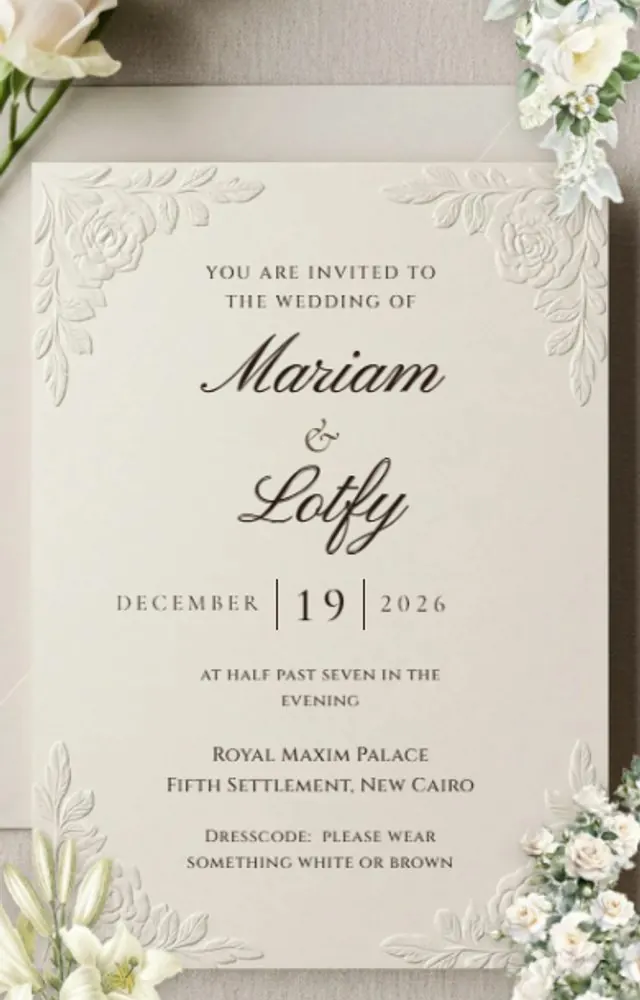 YOU ARE INVITED TO
THE WEDDING OF
Mariam
&
Lotfy
DECEMBER | 19 | 2026
AT HALF PAST SEVEN IN THE
EVENING
ROYAL MAXIM PALACE
FIFTH SETTLEMENT, NEW CAIRO
DRESSCODE: PLEASE WEAR
SOMETHING WHITE OR BROWN